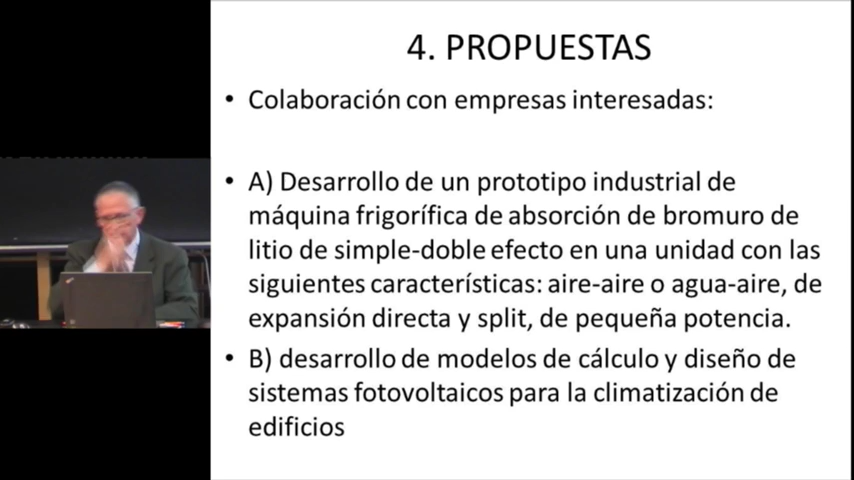 4. PROPUESTAS
• Colaboración con empresas interesadas:
• A) Desarrollo de un prototipo industrial de
máquina frigorífica de absorción de bromuro de
litio de simple-doble efecto en una unidad con las
siguientes características: aire-aire o agua-aire, de
expansión directa y split, de pequeña potencia.
• B) desarrollo de modelos de cálculo y diseño de
sistemas fotovoltaicos para la climatización de
edificios